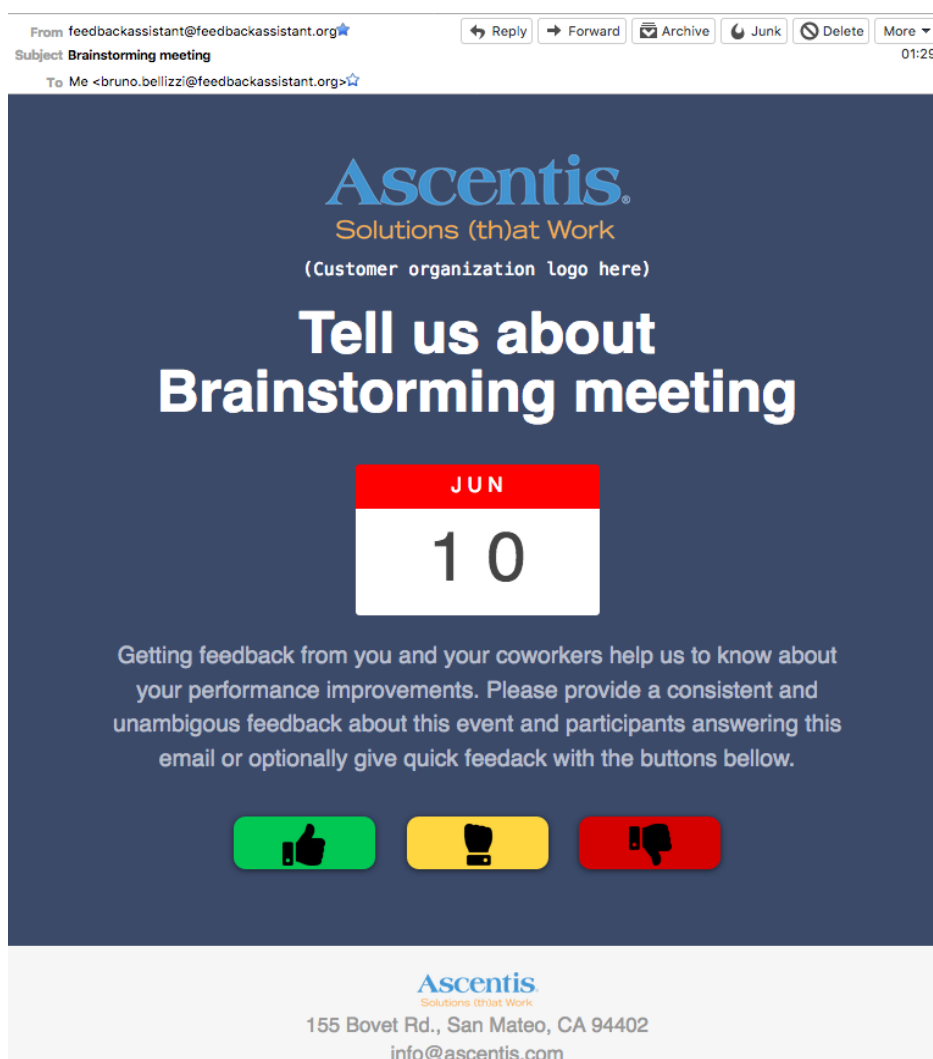 From feedbackassistant@feedbackassistant.org
Reply Forward Archive Junk Delete More
Subject Brainstorming meeting
01:29
To Me <bruno.bellizzi@feedbackassistant.org>
Ascentis®
Solutions (th)at Work
(Customer organization logo here)
Tell us about
Brainstorming meeting
JUN
10
Getting feedback from you and your coworkers help us to know about
your performance improvements. Please provide a consistent and
unambigous feedback about this event and participants answering this
email or optionally give quick feedack with the buttons bellow.
Ascentis
Solutions (th)at Work
155 Bovet Rd., San Mateo, CA 94402
info@ascentis.com